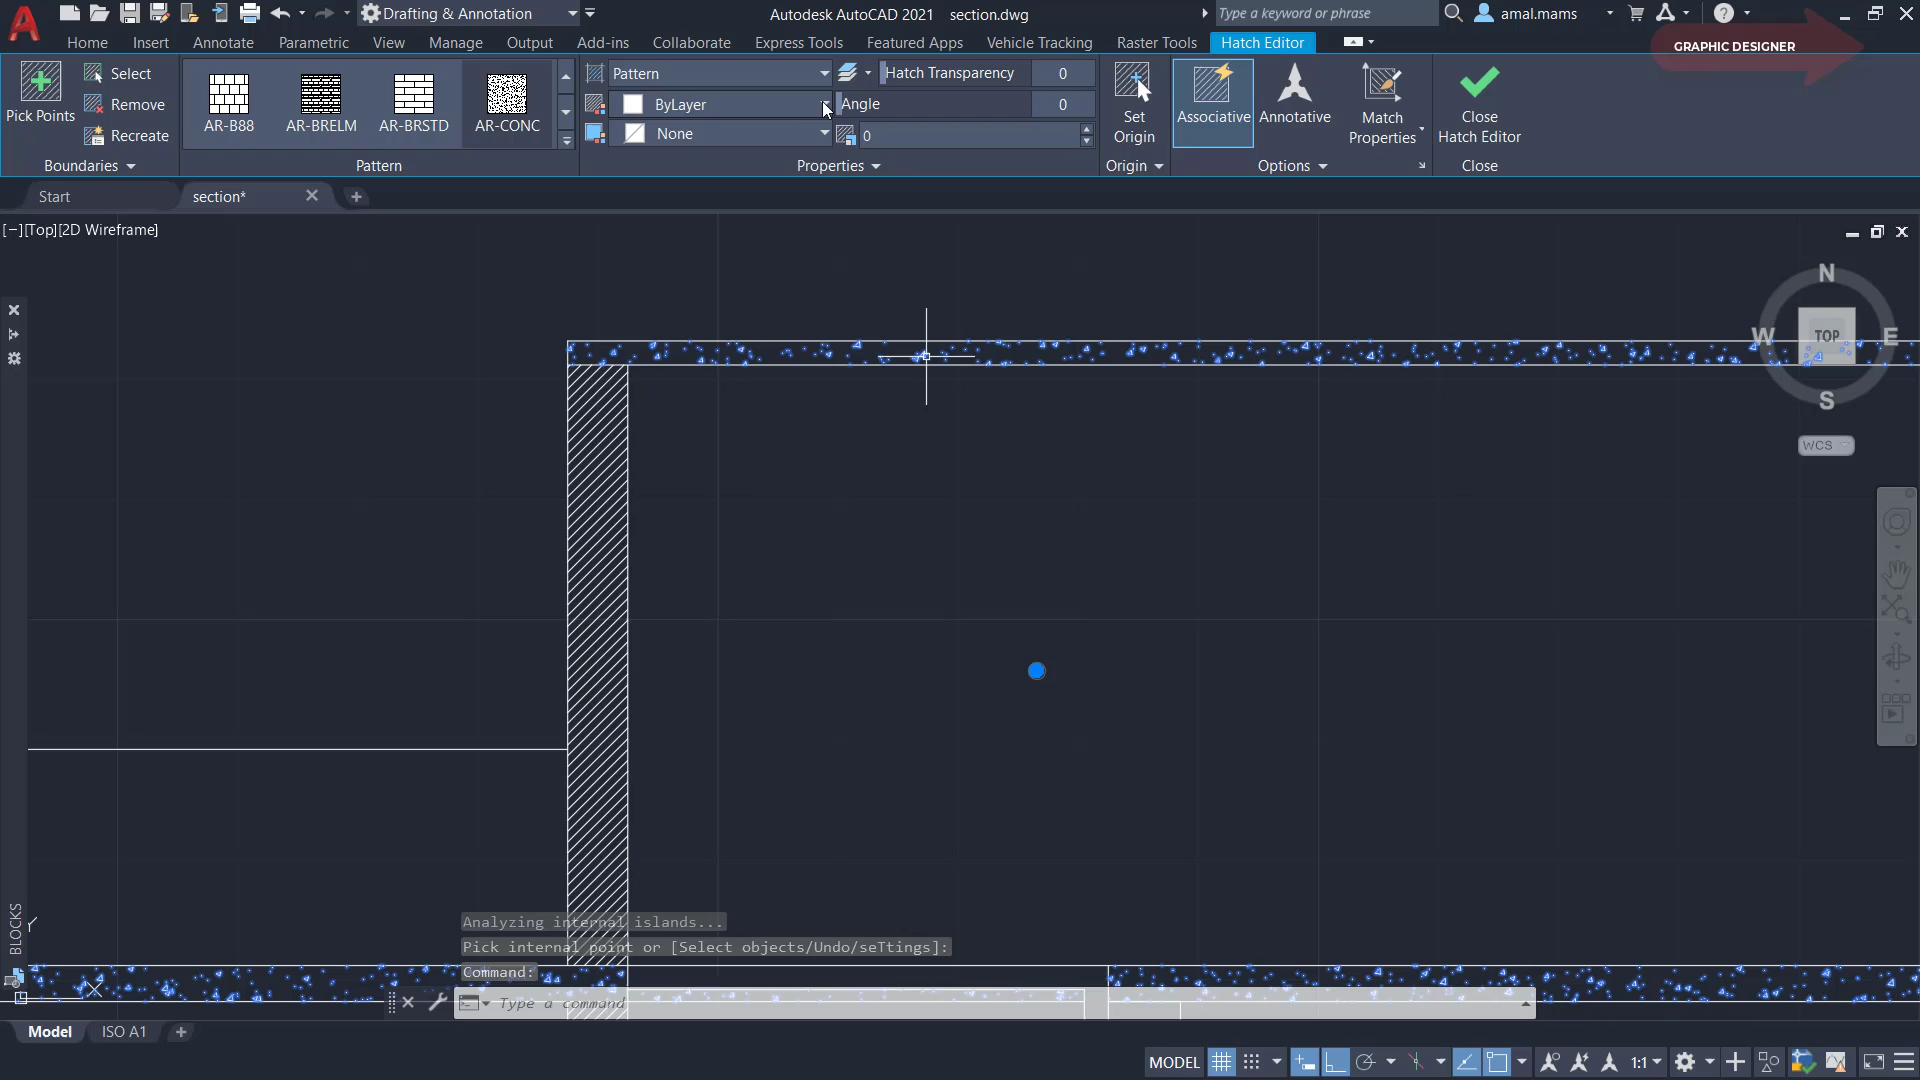 Drafting & Annotation
Autodesk AutoCAD 2021 section.dwg
Type a keyword or phrase
amal.mams
Home Insert Annotate Parametric View Manage Output Add-ins Collaborate Express Tools Featured Apps Vehicle Tracking Raster Tools Hatch Editor
GRAPHIC DESIGNER
Pick Points
Select
Remove
Recreate
Boundaries
AR-B88 AR-BRELM AR-BRSTD AR-CONC
Pattern
Pattern
ByLayer
None
Hatch Transparency 0
Angle 0
0
Properties
Set
Origin
Origin
Associative
Annotative
Match
Properties
Options
Close
Hatch Editor
Close
Start
section*
[−][Top][2D Wireframe]
N
W TOP E
S
WCS
BLOCKS
Y
X
Analyzing internal islands...
Pick internal point or [Select objects/Undo/seTtings]:
Command:
Type a command
Model ISO A1
MODEL
1:1